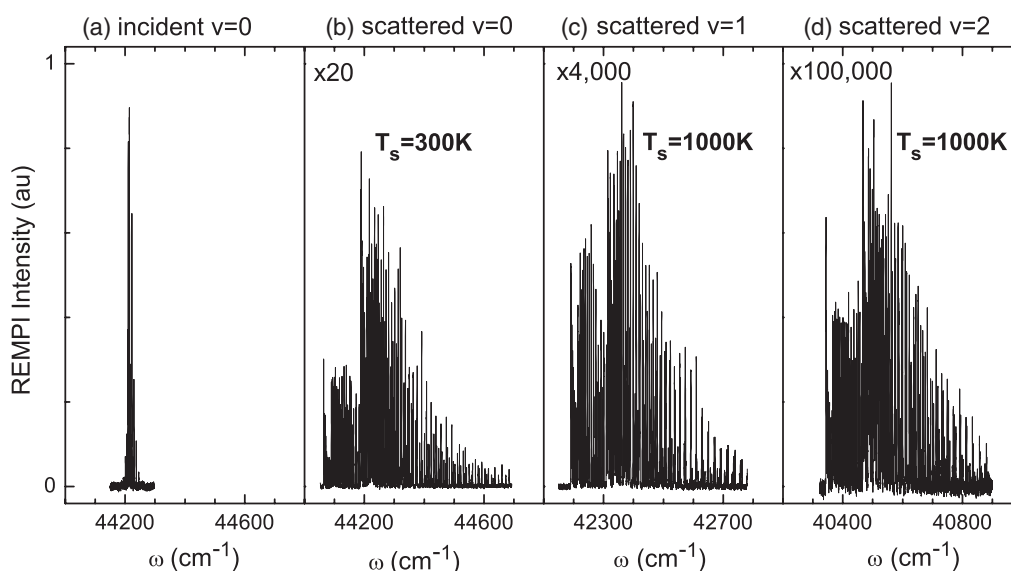 (a) incident v=0
(b) scattered v=0
(c) scattered v=1
(d) scattered v=2
1
x20
x4,000
x100,000
T_s=300K
T_s=1000K
T_s=1000K
REMPI Intensity (au)
0
44200 44600
44200 44600
42300 42700
40400 40800
ω (cm⁻¹)
ω (cm⁻¹)
ω (cm⁻¹)
ω (cm⁻¹)